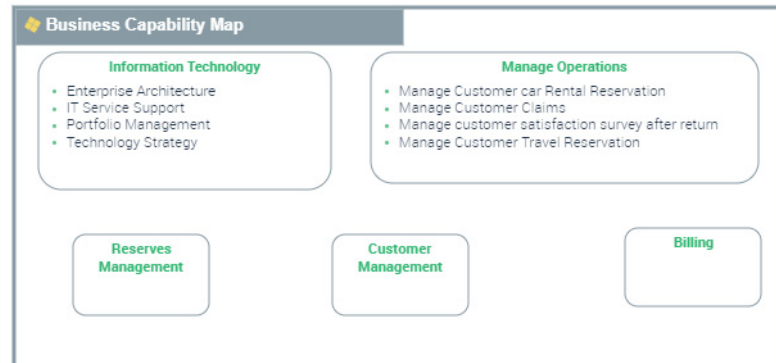 Business Capability Map
Information Technology
• Enterprise Architecture
• IT Service Support
• Portfolio Management
• Technology Strategy
Manage Operations
• Manage Customer car Rental Reservation
• Manage Customer Claims
• Manage customer satisfaction survey after return
• Manage Customer Travel Reservation
Reserves
Management
Customer
Management
Billing